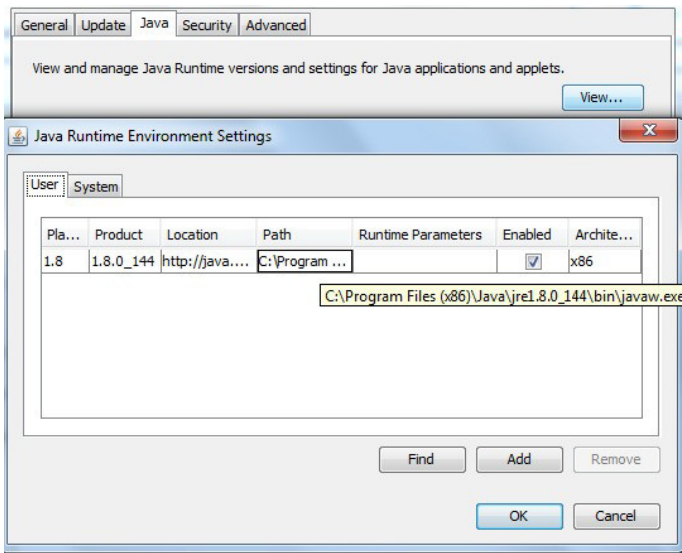 General Update Java Security Advanced
View and manage Java Runtime versions and settings for Java applications and applets.
View...
Java Runtime Environment Settings
User System
Pla... Product Location Path Runtime Parameters Enabled Archite...
1.8 1.8.0_144 http://java.... C:\Program ... x86
C:\Program Files (x86)\Java\jre1.8.0_144\bin\javaw.exe
Find Add Remove
OK Cancel